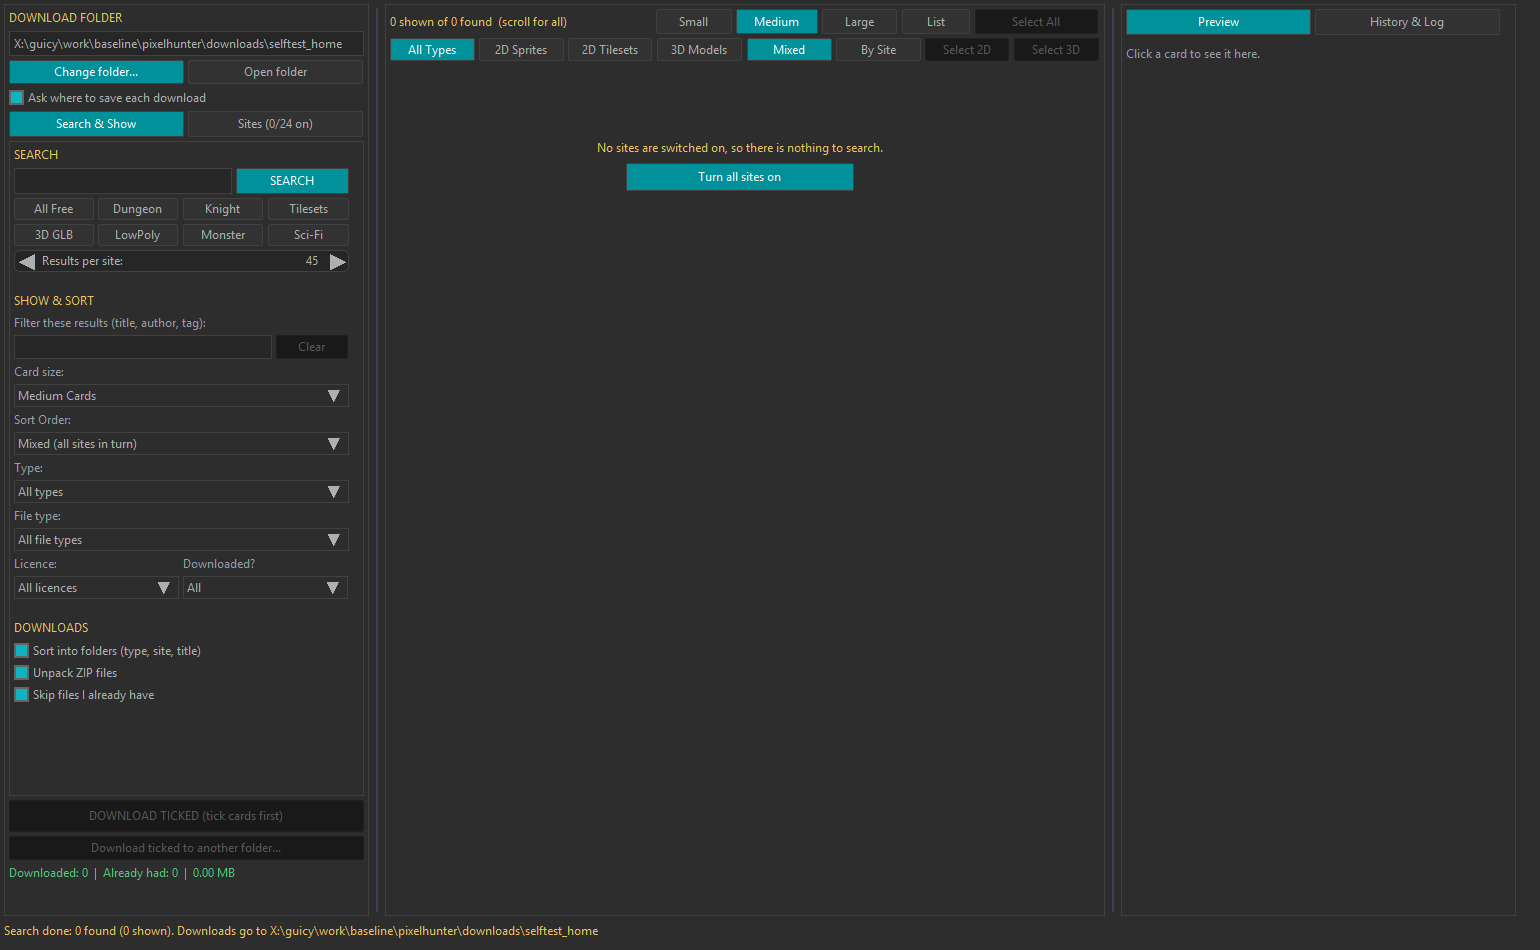 DOWNLOAD FOLDER
X:\guicy\work\baseline\pixelhunter\downloads\selftest_home
Change folder... Open folder
Ask where to save each download
Search & Show Sites (0/24 on)
SEARCH
SEARCH
All Free Dungeon Knight Tilesets
3D GLB LowPoly Monster Sci-Fi
Results per site: 45
SHOW & SORT
Filter these results (title, author, tag):
Clear
Card size:
Medium Cards
Sort Order:
Mixed (all sites in turn)
Type:
All types
File type:
All file types
Licence: Downloaded?
All licences All
DOWNLOADS
Sort into folders (type, site, title)
Unpack ZIP files
Skip files I already have
DOWNLOAD TICKED (tick cards first)
Download ticked to another folder...
Downloaded: 0 | Already had: 0 | 0.00 MB
0 shown of 0 found (scroll for all) Small Medium Large List Select All
All Types 2D Sprites 2D Tilesets 3D Models Mixed By Site Select 2D Select 3D
No sites are switched on, so there is nothing to search.
Turn all sites on
Preview History & Log
Click a card to see it here.
Search done: 0 found (0 shown). Downloads go to X:\guicy\work\baseline\pixelhunter\downloads\selftest_home